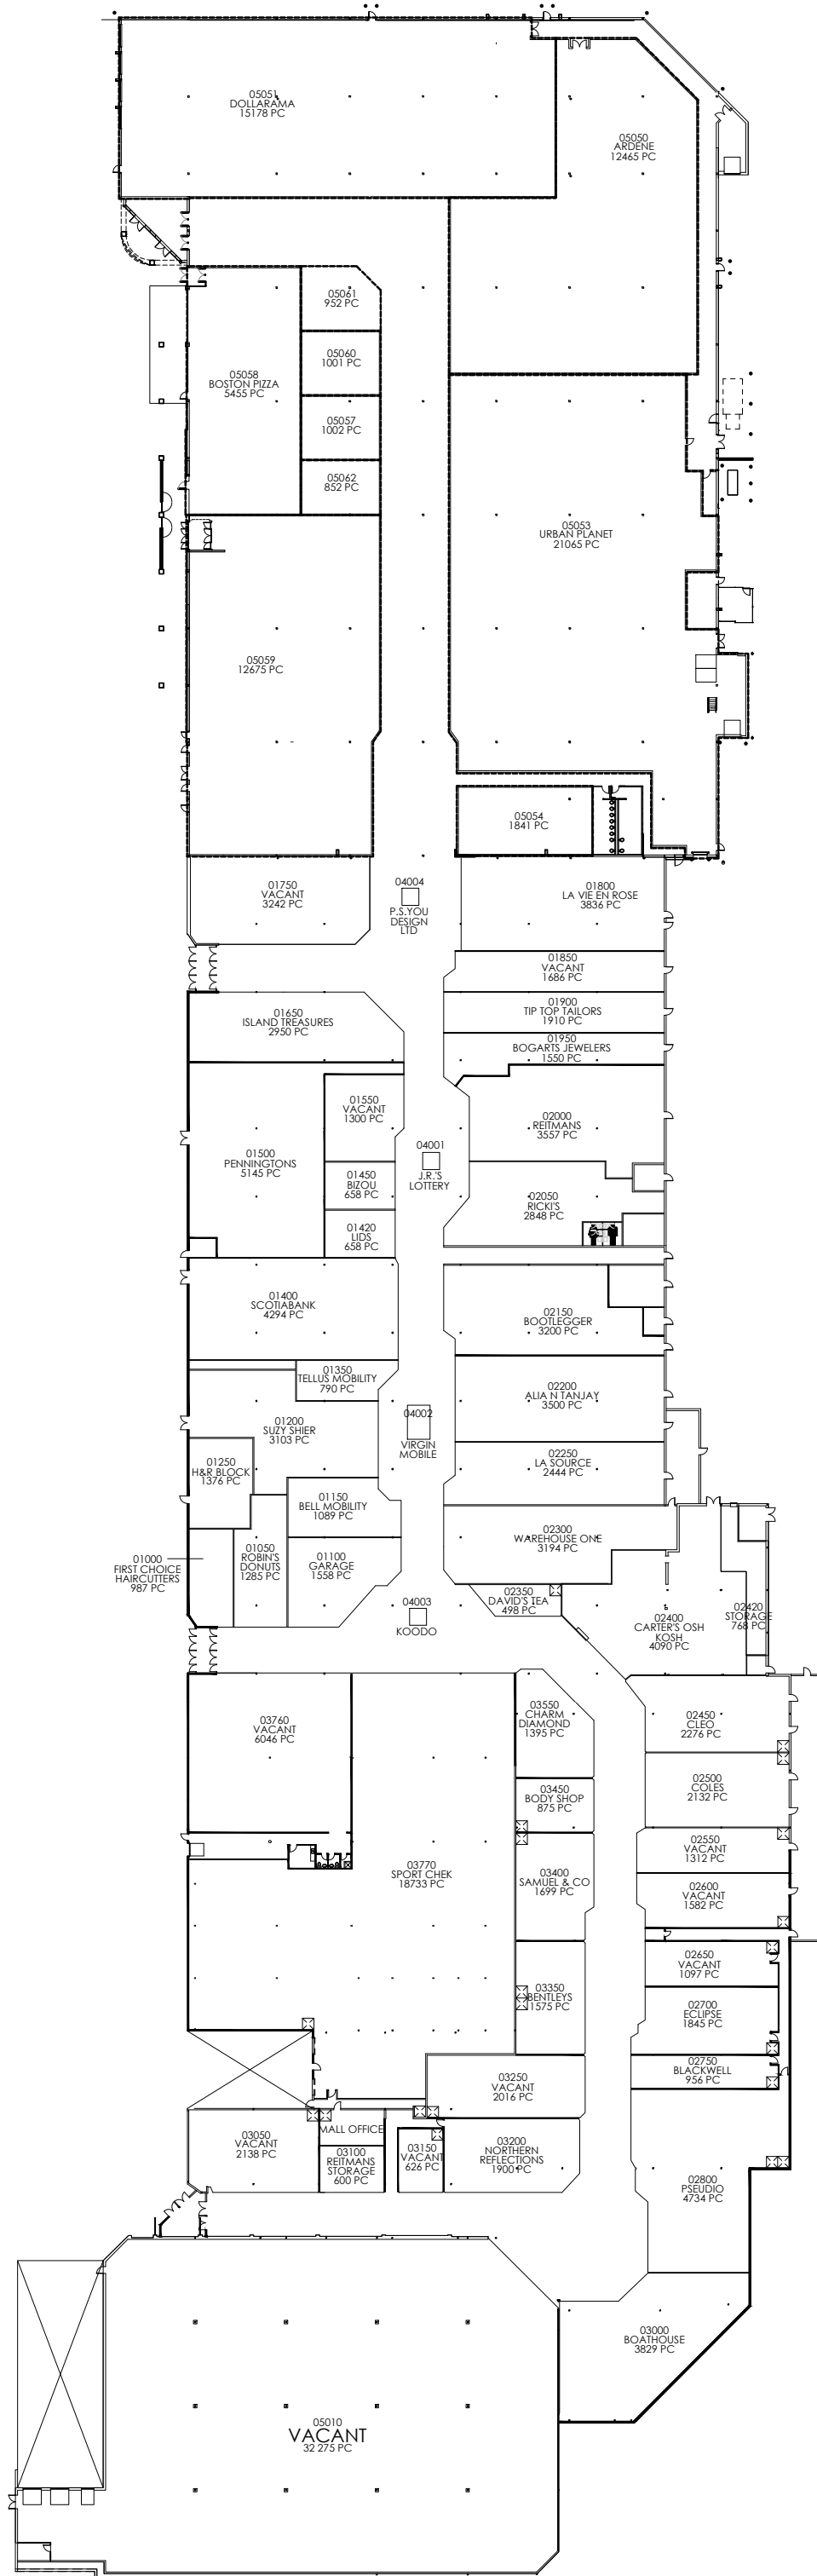 05051
DOLLARAMA
15178 PC
05050
ARDENE
12465 PC
05061
952 PC
05060
1001 PC
05058
BOSTON PIZZA
5455 PC
05057
1002 PC
05062
852 PC
05053
URBAN PLANET
21065 PC
05059
12675 PC
05054
1841 PC
01750
VACANT
3242 PC
04004
P.S.YOU
DESIGN
LTD
01800
LA VIE EN ROSE
3836 PC
01850
VACANT
1686 PC
01650
ISLAND TREASURES
2950 PC
01900
TIP TOP TAILORS
1910 PC
01950
BOGARTS JEWELERS
1550 PC
01550
VACANT
1300 PC
02000
REITMANS
3557 PC
01500
PENNINGTONS
5145 PC
04001
J.R.'S
LOTTERY
01450
BIZOU
658 PC
02050
RICKI'S
2848 PC
01420
LIDS
658 PC
01400
SCOTIABANK
4294 PC
02150
BOOTLEGGER
3200 PC
01350
TELLUS MOBILITY
790 PC
02200
ALIA N TANJAY
3500 PC
01200
SUZY SHIER
3103 PC
04002
VIRGIN
MOBILE
01250
H&R BLOCK
1376 PC
02250
LA SOURCE
2444 PC
01150
BELL MOBILITY
1089 PC
02300
WAREHOUSE ONE
3194 PC
01000
FIRST CHOICE
HAIRCUTTERS
987 PC
01050
ROBIN'S
DONUTS
1285 PC
01100
GARAGE
1558 PC
02350
DAVID'S TEA
498 PC
04003
KOODO
02400
CARTER'S OSH
KOSH
4090 PC
02420
STORAGE
768 PC
03760
VACANT
6046 PC
03550
CHARM
DIAMOND
1395 PC
02450
CLEO
2276 PC
03450
BODY SHOP
875 PC
02500
COLES
2132 PC
02550
VACANT
1312 PC
03770
SPORT CHEK
18733 PC
03400
SAMUEL & CO
1699 PC
02600
VACANT
1582 PC
02650
VACANT
1097 PC
03350
BENTLEYS
1575 PC
02700
ECLIPSE
1845 PC
02750
BLACKWELL
956 PC
03250
VACANT
2016 PC
03050
VACANT
2138 PC
MALL OFFICE
03100
REITMANS
STORAGE
600 PC
03150
VACANT
626 PC
03200
NORTHERN
REFLECTIONS
1900 PC
02800
PSEUDIO
4734 PC
03000
BOATHOUSE
3829 PC
05010
VACANT
32 275 PC